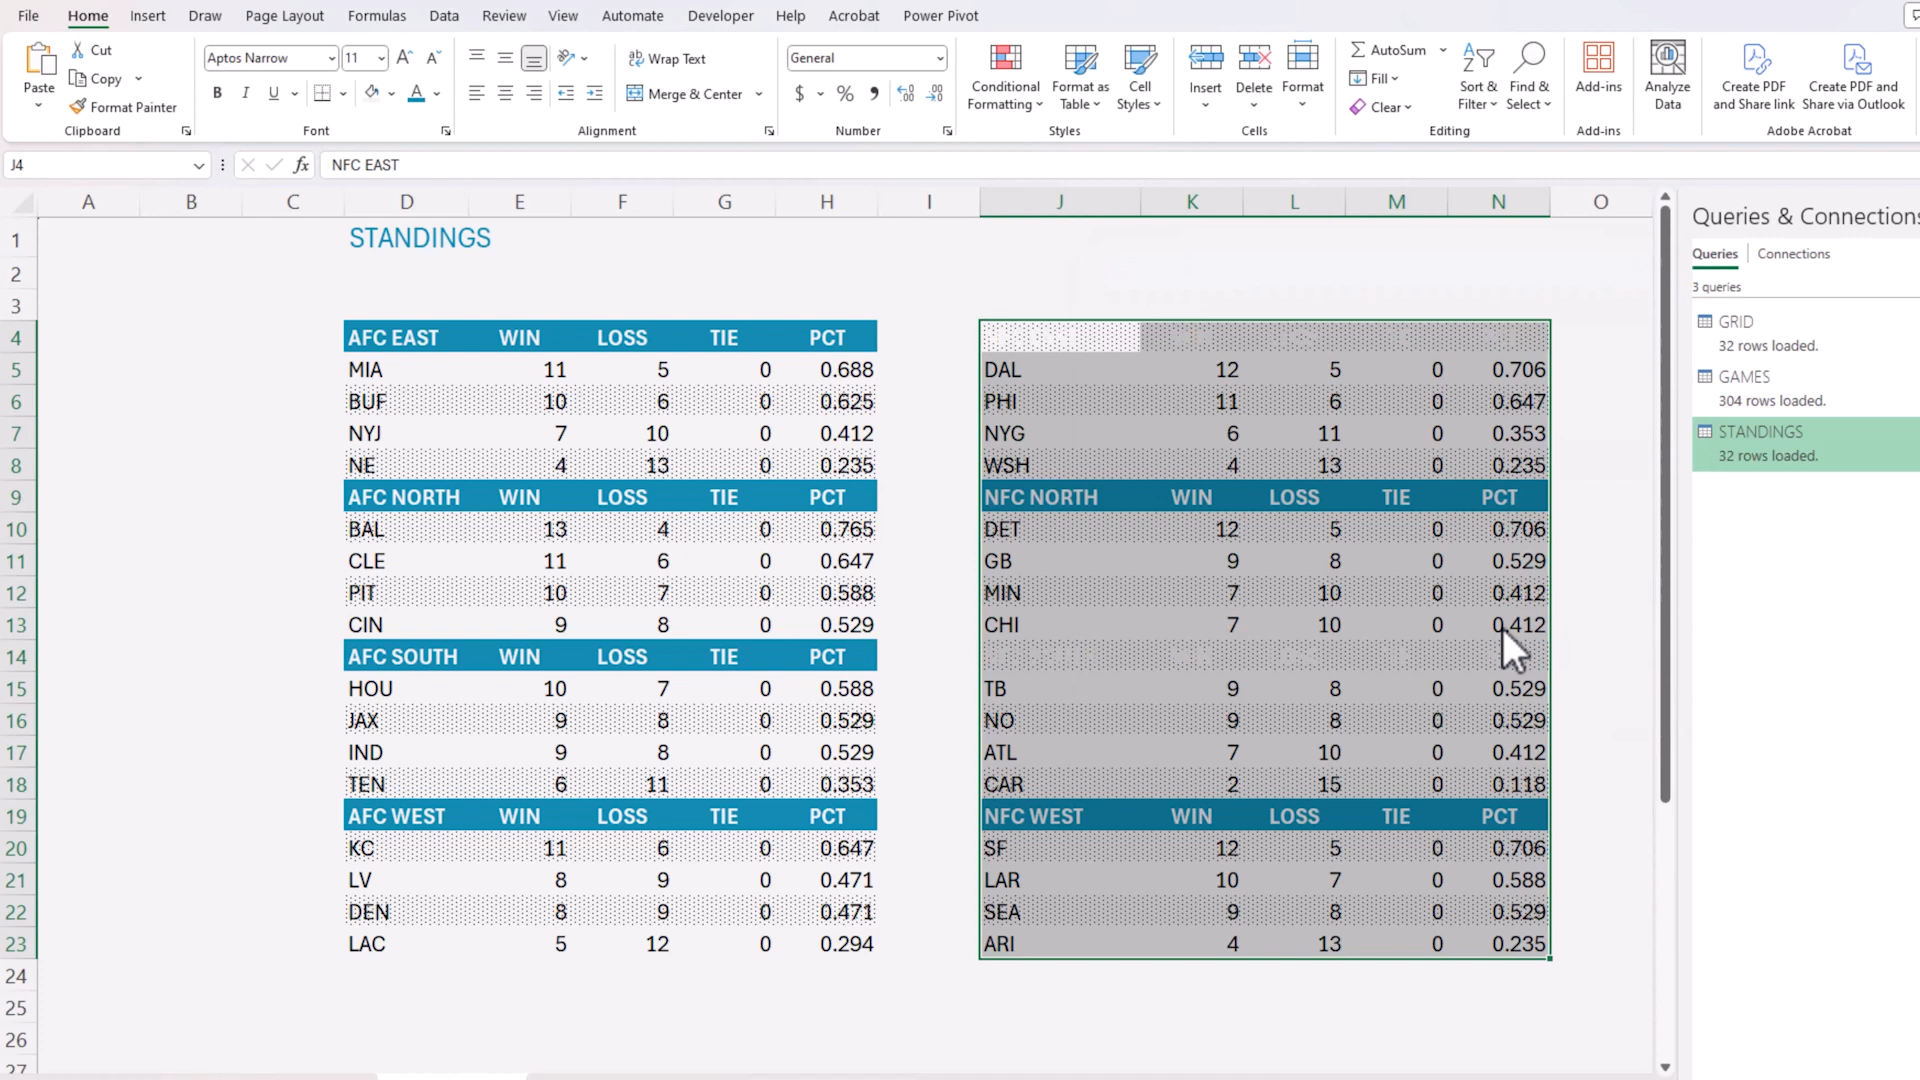 File Home Insert Draw Page Layout Formulas Data Review View Automate Developer Help Acrobat Power Pivot
Paste
Cut
Copy
Format Painter
Clipboard
Aptos Narrow 11
B I U
Font
Wrap Text
Merge & Center
Alignment
General
$ %
Number
Conditional Formatting
Format as Table
Cell Styles
Styles
Insert
Delete
Format
Cells
AutoSum
Fill
Clear
Sort & Filter
Find & Select
Editing
Add-ins
Add-ins
Analyze Data
Create PDF and Share link
Create PDF and Share via Outlook
Adobe Acrobat
J4 fx NFC EAST
A B C D E F G H I J K L M N O
1 STANDINGS
2
3
4 AFC EAST WIN LOSS TIE PCT
5 MIA 11 5 0 0.688 DAL 12 5 0 0.706
6 BUF 10 6 0 0.625 PHI 11 6 0 0.647
7 NYJ 7 10 0 0.412 NYG 6 11 0 0.353
8 NE 4 13 0 0.235 WSH 4 13 0 0.235
9 AFC NORTH WIN LOSS TIE PCT NFC NORTH WIN LOSS TIE PCT
10 BAL 13 4 0 0.765 DET 12 5 0 0.706
11 CLE 11 6 0 0.647 GB 9 8 0 0.529
12 PIT 10 7 0 0.588 MIN 7 10 0 0.412
13 CIN 9 8 0 0.529 CHI 7 10 0 0.412
14 AFC SOUTH WIN LOSS TIE PCT
15 HOU 10 7 0 0.588 TB 9 8 0 0.529
16 JAX 9 8 0 0.529 NO 9 8 0 0.529
17 IND 9 8 0 0.529 ATL 7 10 0 0.412
18 TEN 6 11 0 0.353 CAR 2 15 0 0.118
19 AFC WEST WIN LOSS TIE PCT NFC WEST WIN LOSS TIE PCT
20 KC 11 6 0 0.647 SF 12 5 0 0.706
21 LV 8 9 0 0.471 LAR 10 7 0 0.588
22 DEN 8 9 0 0.471 SEA 9 8 0 0.529
23 LAC 5 12 0 0.294 ARI 4 13 0 0.235
24
25
26
27
Queries & Connections
Queries Connections
3 queries
GRID
32 rows loaded.
GAMES
304 rows loaded.
STANDINGS
32 rows loaded.